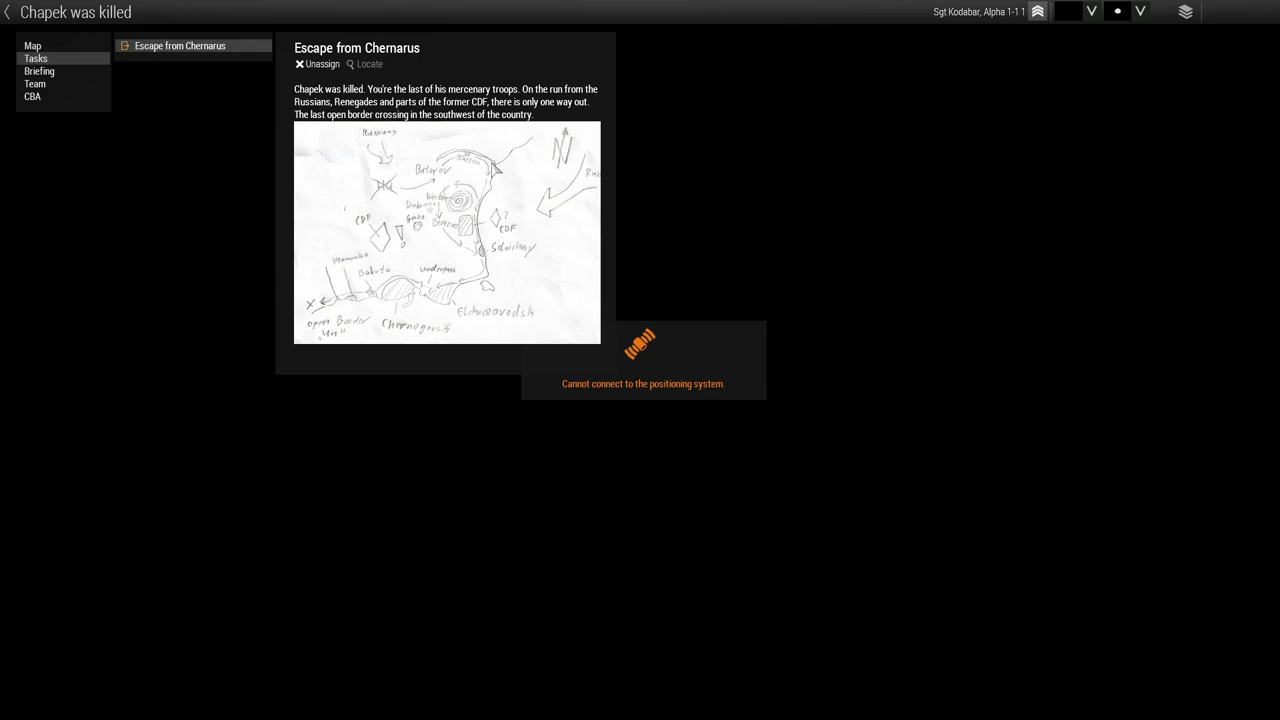 Chapek was killed
Sgt Kodabar, Alpha 1-1 1
Map
Tasks
Briefing
Team
CBA
Escape from Chernarus
Escape from Chernarus
Unassign Locate
Chapek was killed. You're the last of his mercenary troops. On the run from the
Russians, Renegades and parts of the former CDF, there is only one way out.
The last open border crossing in the southwest of the country.
Russians
N
CDF
?
CDF
Solnichny
Balota
X
open Border
Chernogorsk
Cannot connect to the positioning system.